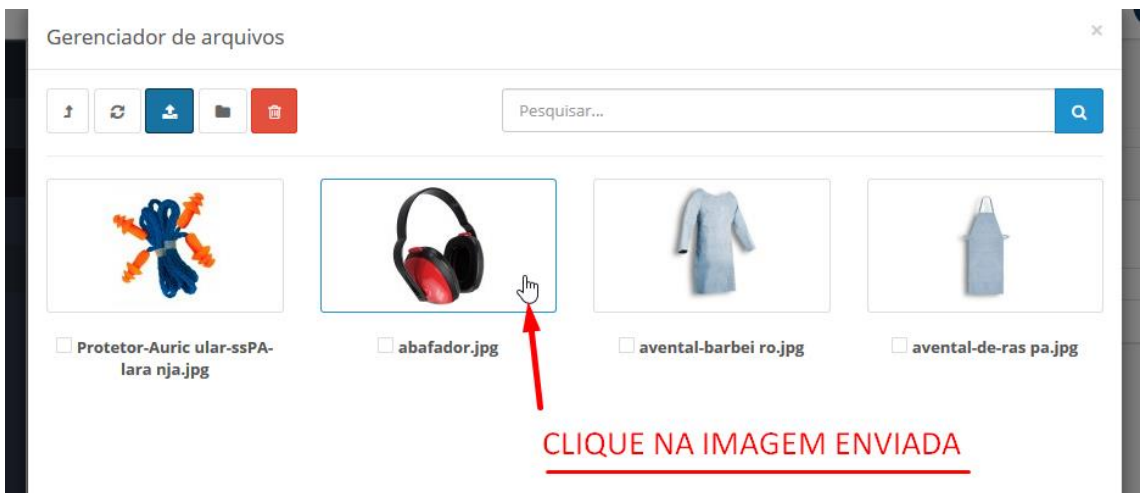 Gerenciador de arquivos
×
Pesquisar...
Protetor-Auric ular-ssPA-
lara nja.jpg
abafador.jpg
avental-barbei ro.jpg
avental-de-ras pa.jpg
CLIQUE NA IMAGEM ENVIADA